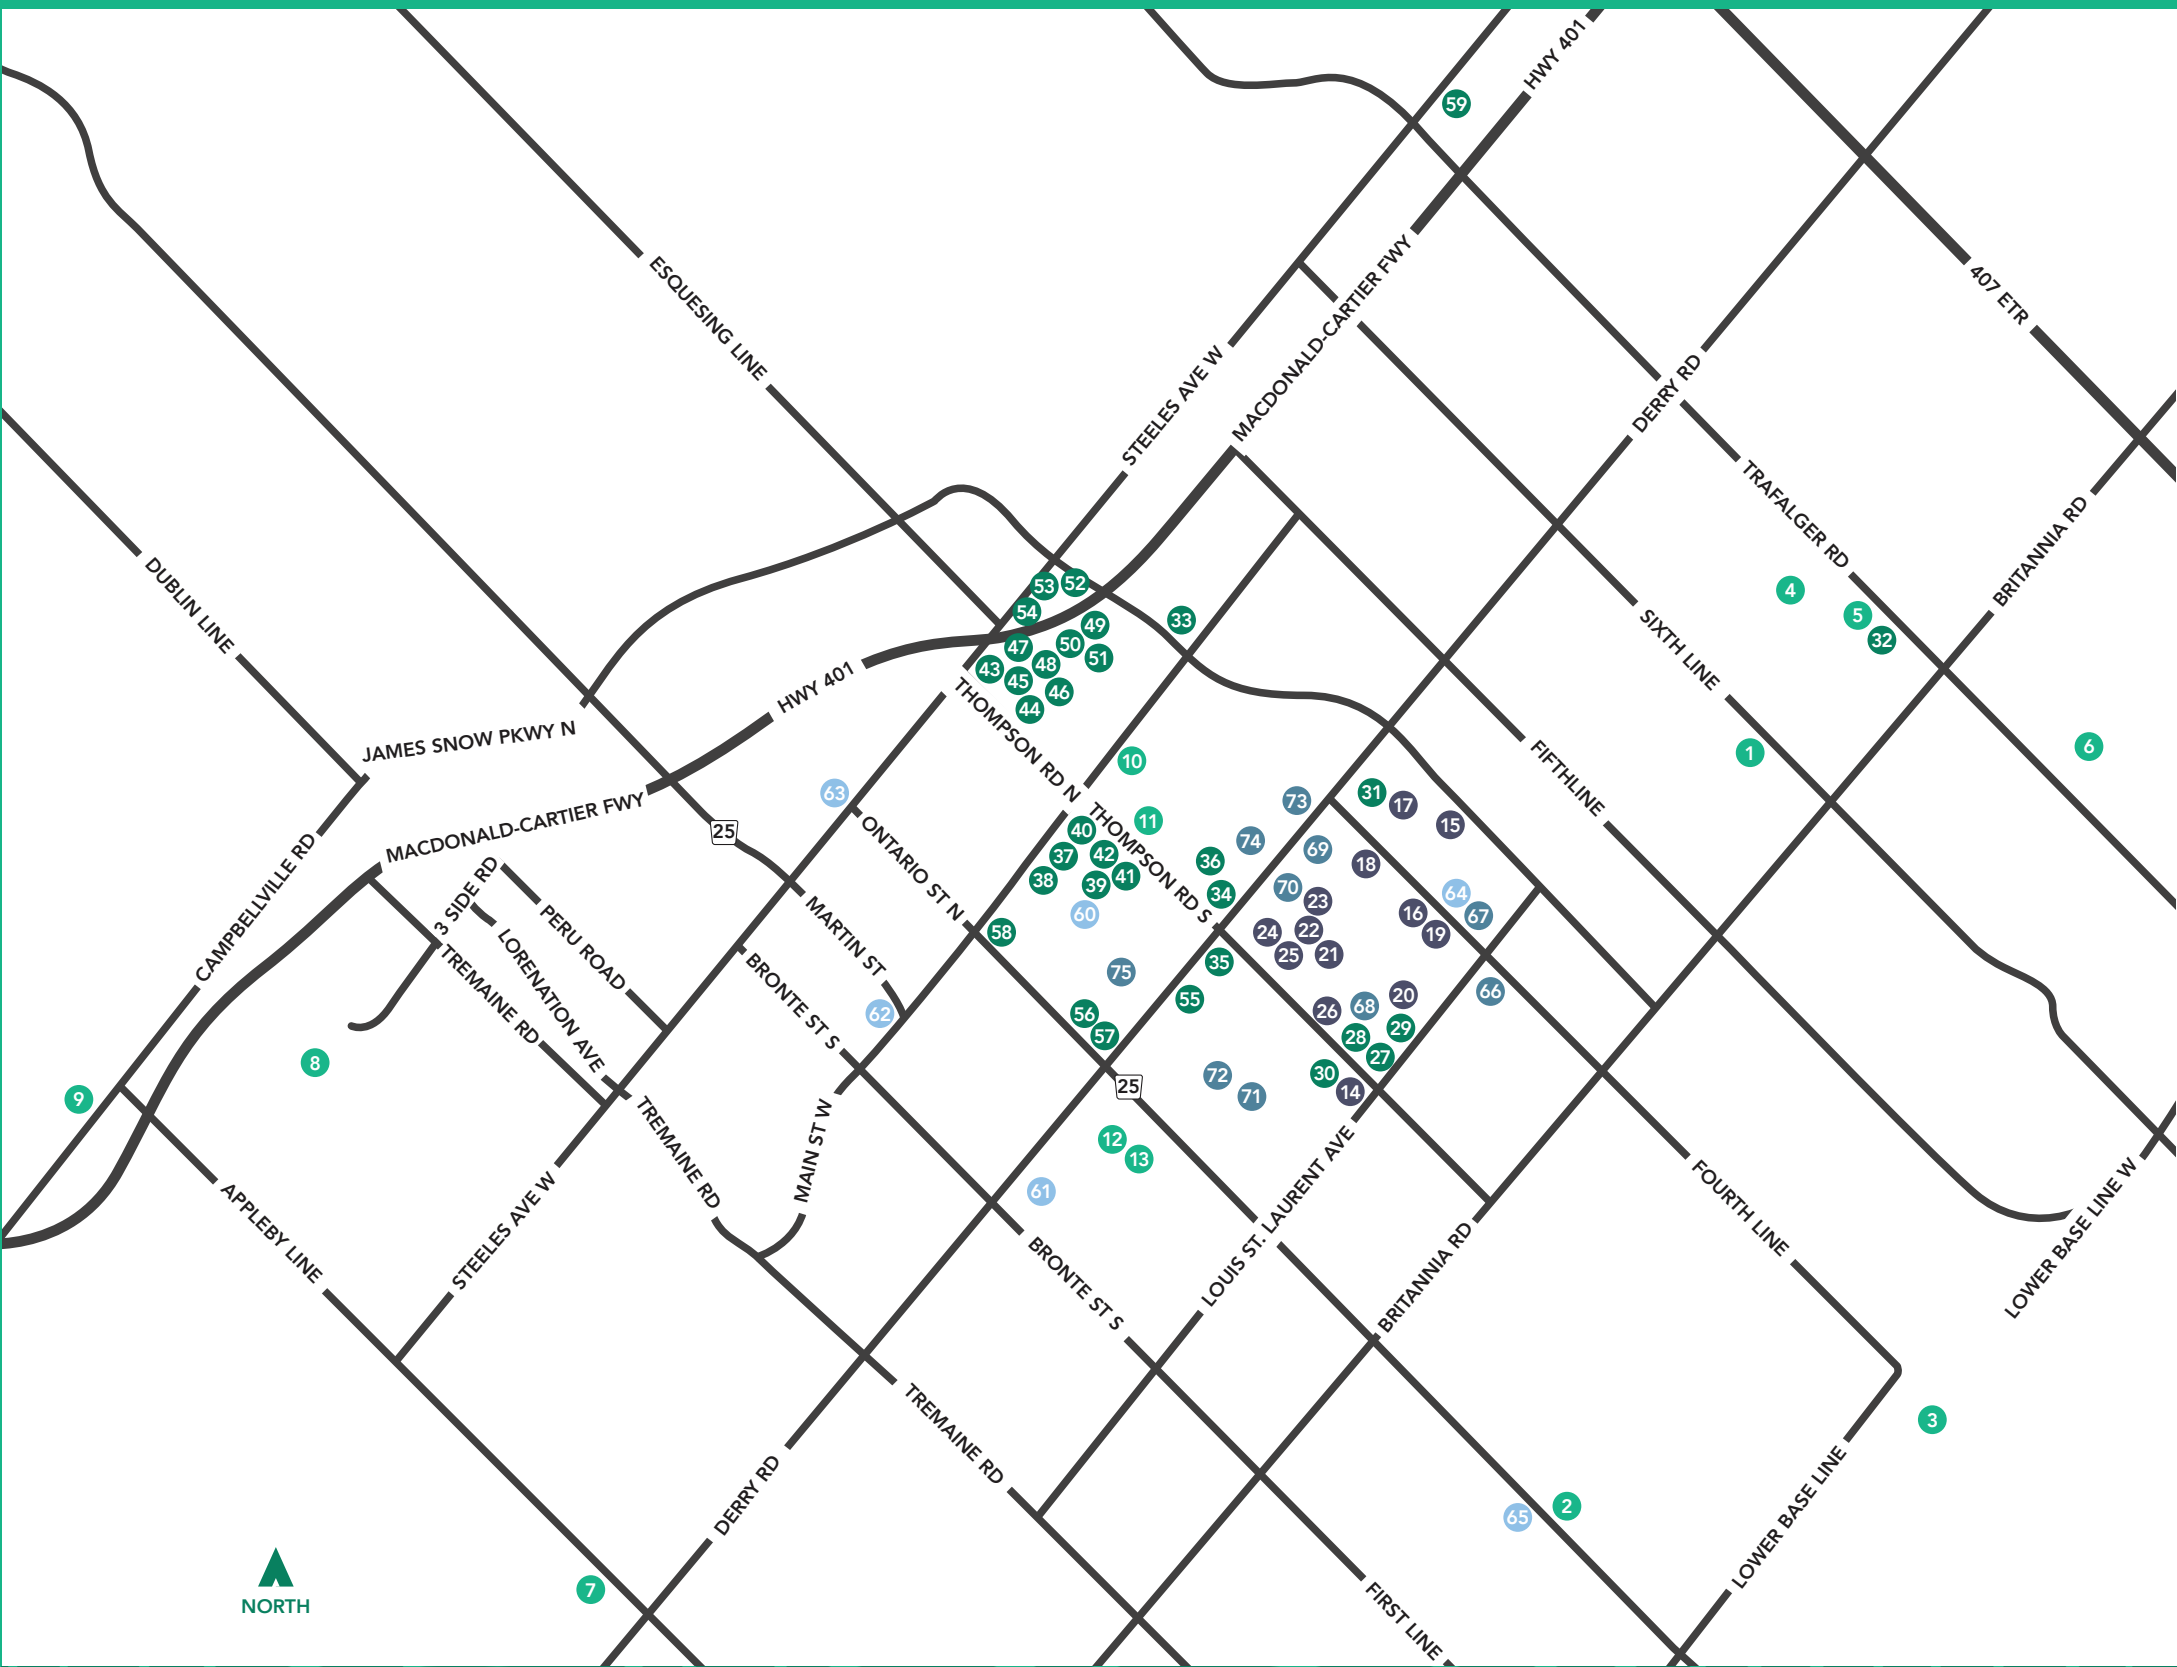 HWY 401
59
ESQUESING LINE
407 ETR
STEELES AVE W
MACDONALD-CARTIER FWY
DERRY RD
TRAFALGER RD
BRITANNIA RD
DUBLIN LINE
53
52
54
33
49
4
5
32
47
50
43
48
51
45
46
44
SIXTH LINE
HWY 401
THOMPSON RD N
JAMES SNOW PKWY N
10
1
6
FIFTHLINE
63
73
31
17
MACDONALD-CARTIER FWY
25
ONTARIO ST N
40
11
THOMPSON RD S
15
74
37
42
36
69
18
38
39
41
34
70
23
64
CAMPBELLVILLE RD
3 SIDE RD
PERU ROAD
LORENATION AVE
TREMAINE RD
MARTIN ST
60
58
24
22
16
67
19
25
21
35
BRONTE ST S
75
55
56
57
62
26
68
20
66
28
29
27
8
9
72
71
30
14
25
TREMAINE RD
MAIN ST W
12
13
61
APPLEBY LINE
STEELES AVE W
BRONTE ST S
LOUIS ST. LAURENT AVE
BRITANNIA RD
FOURTH LINE
LOWER BASE LINE W
TREMAINE RD
3
DERRY RD
65
2
LOWER BASE LINE
7
FIRST LINE
NORTH